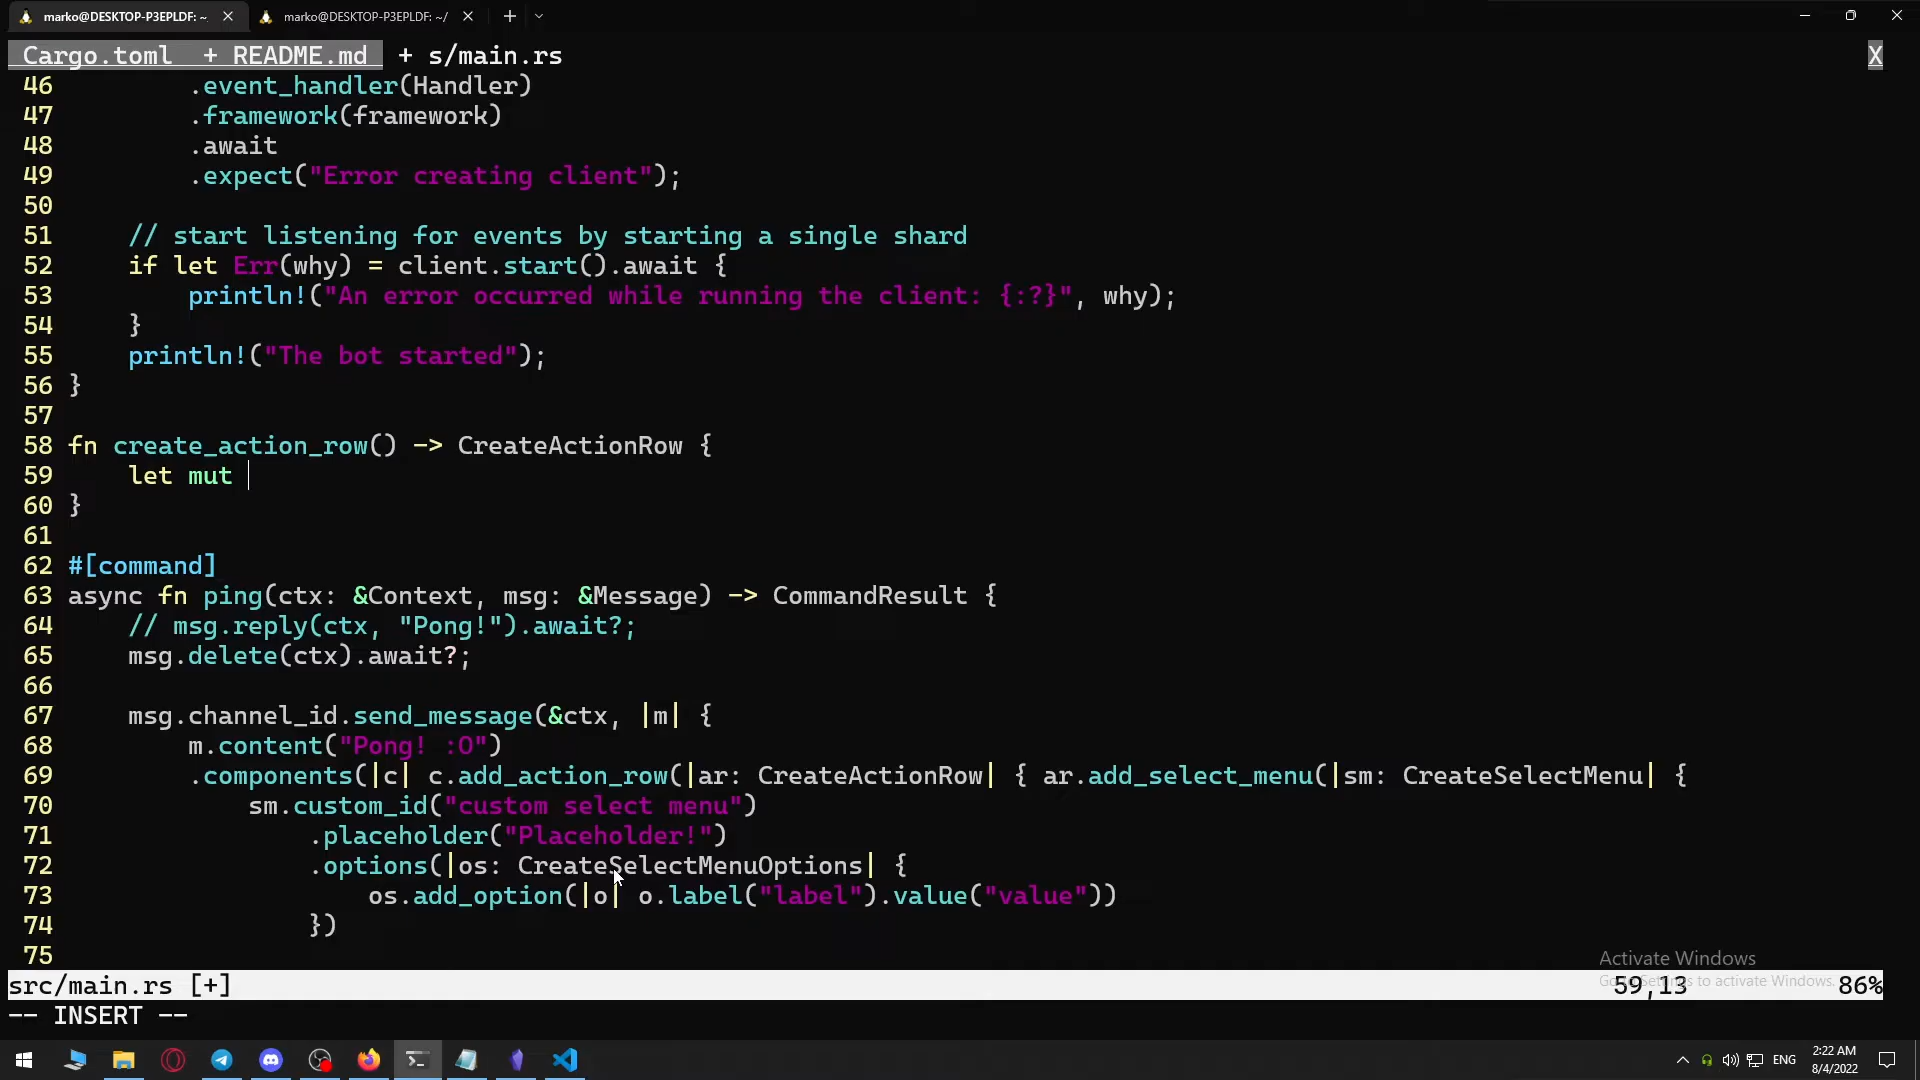 marko@DESKTOP-P3EPLDF: ~
marko@DESKTOP-P3EPLDF: ~/
Cargo.toml  + README.md  + s/main.rs X
46         .event_handler(Handler)
47         .framework(framework)
48         .await
49         .expect("Error creating client");
50
51     // start listening for events by starting a single shard
52     if let Err(why) = client.start().await {
53         println!("An error occurred while running the client: {:?}", why);
54     }
55     println!("The bot started");
56 }
57
58 fn create_action_row() -> CreateActionRow {
59     let mut
60 }
61
62 #[command]
63 async fn ping(ctx: &Context, msg: &Message) -> CommandResult {
64     // msg.reply(ctx, "Pong!").await?;
65     msg.delete(ctx).await?;
66
67     msg.channel_id.send_message(&ctx, |m| {
68         m.content("Pong! :O")
69         .components(|c| c.add_action_row(|ar: CreateActionRow| { ar.add_select_menu(|sm: CreateSelectMenu| {
70             sm.custom_id("custom select menu")
71                 .placeholder("Placeholder!")
72                 .options(|os: CreateSelectMenuOptions| {
73                     os.add_option(|o| o.label("label").value("value"))
74                 })
75
Activate Windows
Go to Settings to activate Windows.
src/main.rs [+] 59,13 86%
-- INSERT --
ENG
2:22 AM
8/4/2022